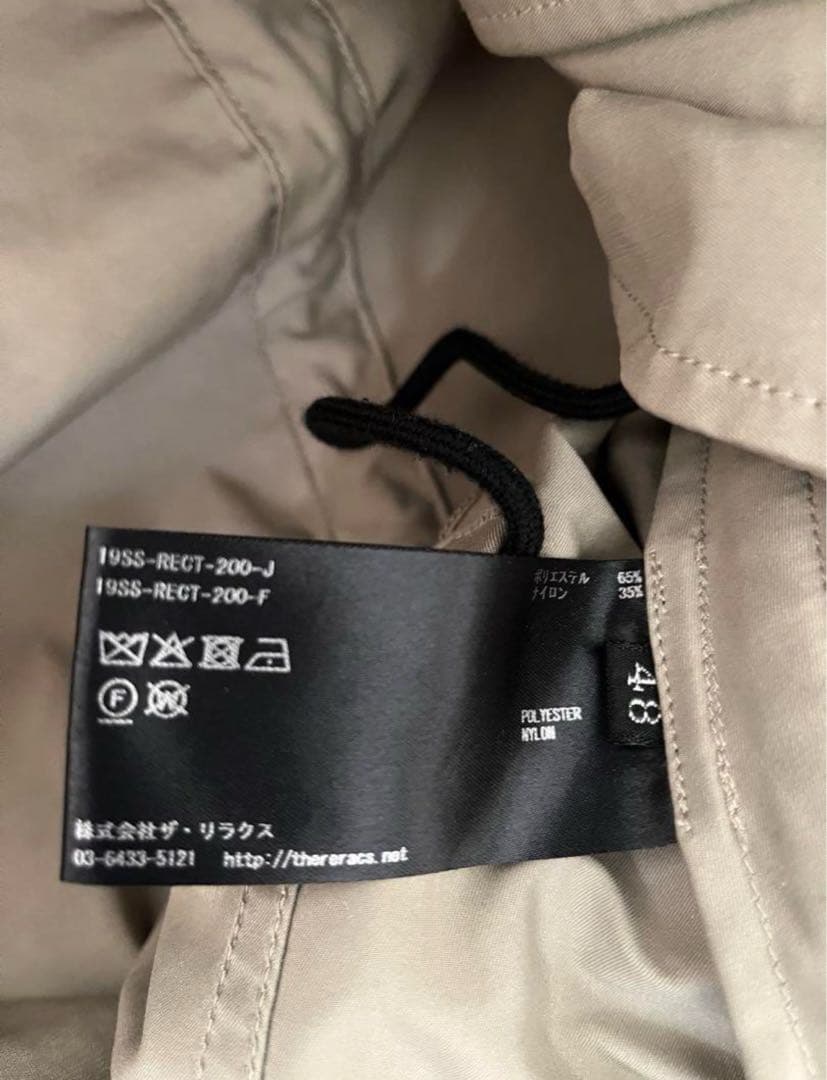 19SS-RECT-200-J
19SS-RECT-200-F
ポリエステル 65%
ナイロン 35%
F
W
48
POLYESTER
NYLON
株式会社ザ・リラクス
03-6433-5121 http://thereracs.net